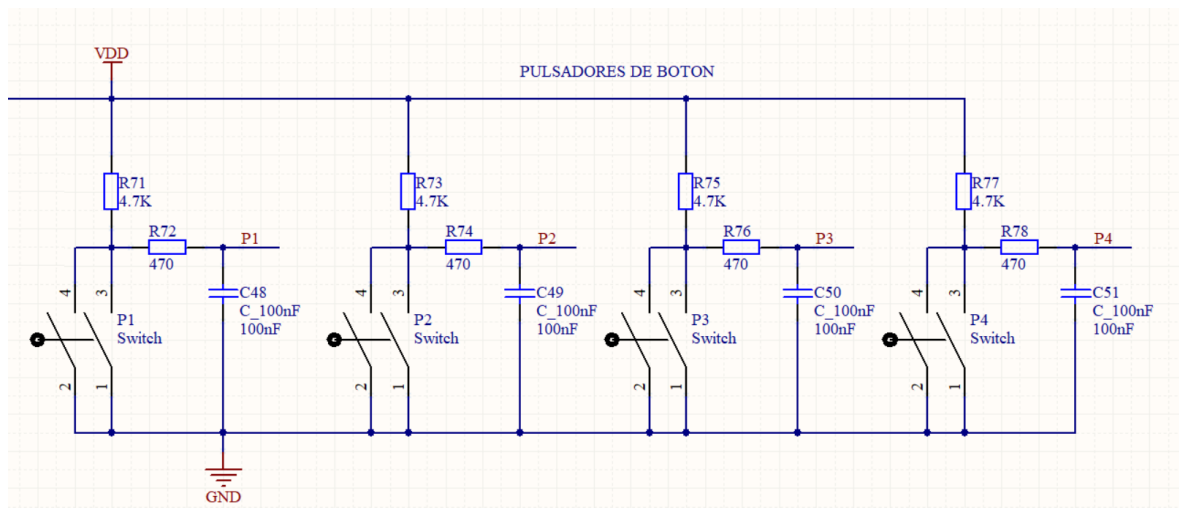 VDD
PULSADORES DE BOTON
R71
4.7K
R73
4.7K
R75
4.7K
R77
4.7K
R72
470
P1
R74
470
P2
R76
470
P3
R78
470
P4
4
3
C48
C_100nF
100nF
4
3
C49
C_100nF
100nF
4
3
C50
C_100nF
100nF
4
3
C51
C_100nF
100nF
P1
Switch
P2
Switch
P3
Switch
P4
Switch
2
1
2
1
2
1
2
1
GND